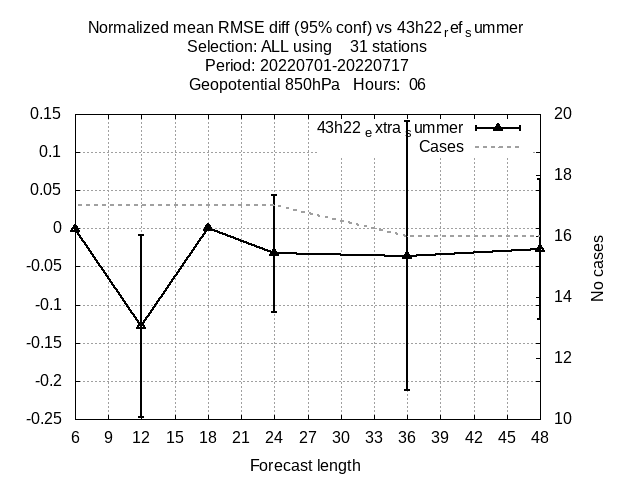 Normalized mean RMSE diff (95% conf) vs 43h22ᵣefₛummer
Selection: ALL using    31 stations
Period: 20220701-20220717
Geopotential 850hPa   Hours:  06
43h22ₑxtraₛummer
Cases
0.15
0.1
0.05
0
-0.05
-0.1
-0.15
-0.2
-0.25
20
18
16
14
12
10
No cases
6 9 12 15 18 21 24 27 30 33 36 39 42 45 48
Forecast length